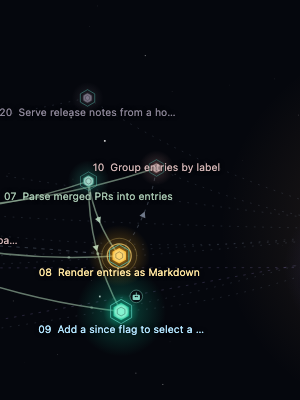 20 Serve release notes from a ho...
10 Group entries by label
07 Parse merged PRs into entries
pa...
08 Render entries as Markdown
09 Add a since flag to select a ...